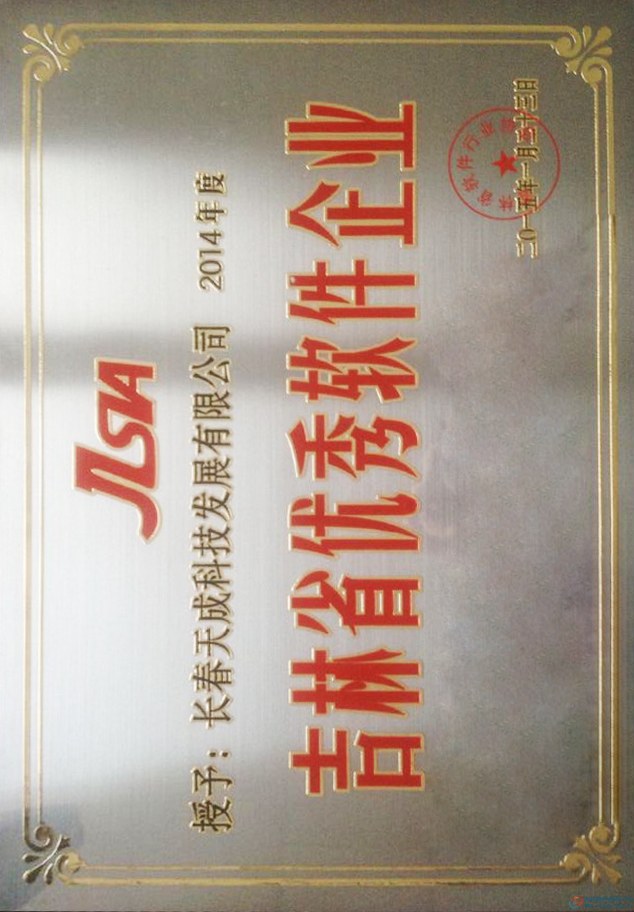 JLSIA
授予：长春天成科技发展有限公司 2014年度
吉林省优秀软件企业
二〇一五年一月二十三日